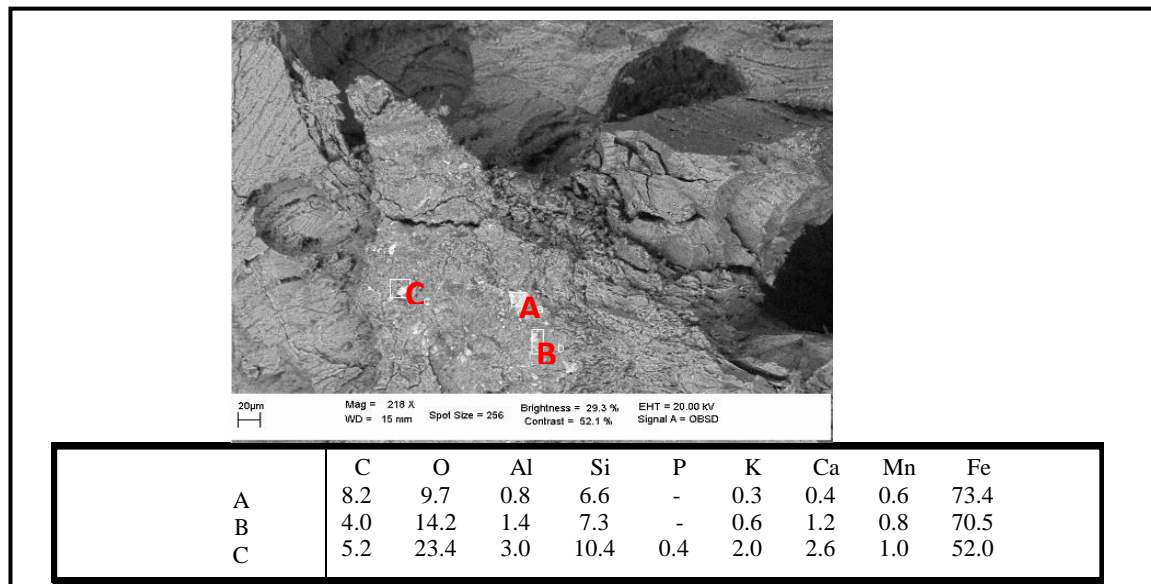 C
A
B
20µm
Mag = 218 X
WD = 15 mm
Spot Size = 256
Brightness = 29.3 %
Contrast = 52.1 %
EHT = 20.00 kV
Signal A = OBSD
C O Al Si P K Ca Mn Fe
A 8.2 9.7 0.8 6.6 - 0.3 0.4 0.6 73.4
B 4.0 14.2 1.4 7.3 - 0.6 1.2 0.8 70.5
C 5.2 23.4 3.0 10.4 0.4 2.0 2.6 1.0 52.0